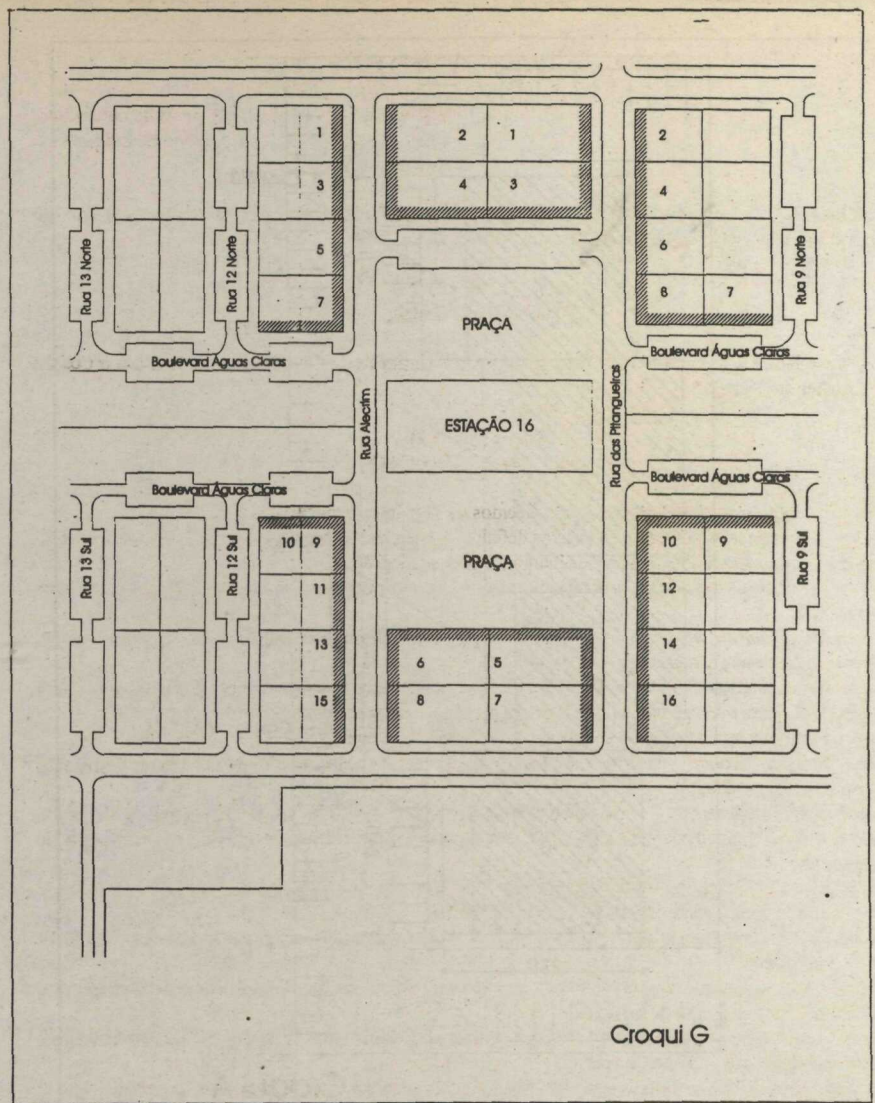 1
3
5
7
2 1
4 3
2
4
6
8 7
Rua 13 Norte
Rua 12 Norte
Rua 9 Norte
PRAÇA
Boulevard Águas Claras
Boulevard Águas Claras
Rua Alecrim
ESTAÇÃO 16
Rua das Pitangueiras
Boulevard Águas Claras
Boulevard Águas Claras
Rua 13 Sul
Rua 12 Sul
10 9
11
13
15
PRAÇA
6 5
8 7
10 9
12
14
16
Rua 9 Sul
Croqui G